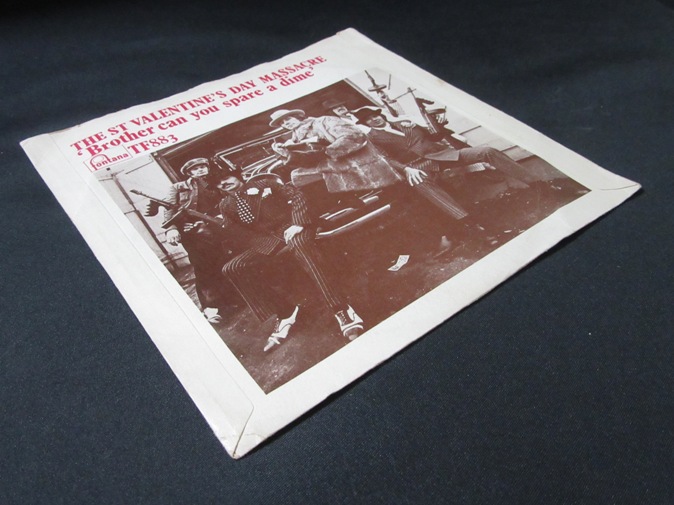 THE ST VALENTINE'S DAY MASSACRE
'Brother can you spare a dime'
fontana TF883